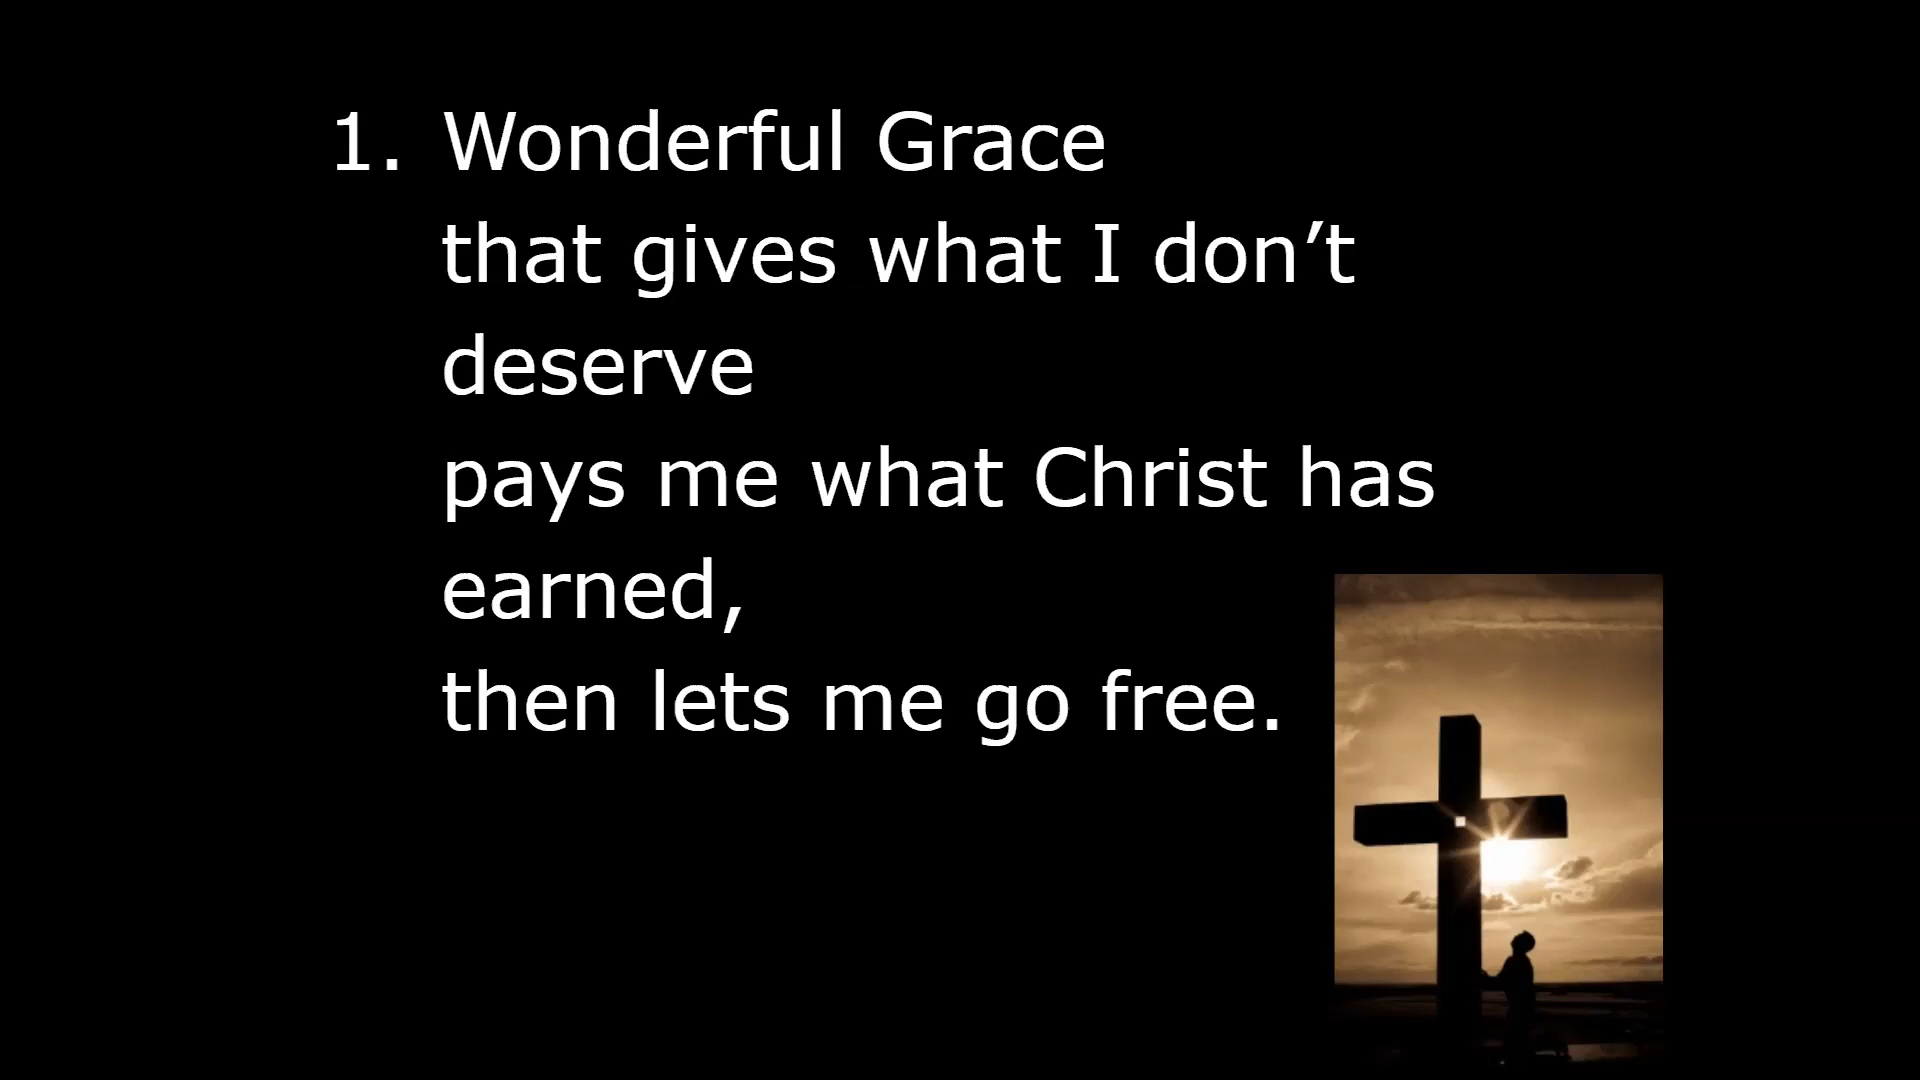 1. Wonderful Grace
that gives what I don’t
deserve
pays me what Christ has
earned,
then lets me go free.